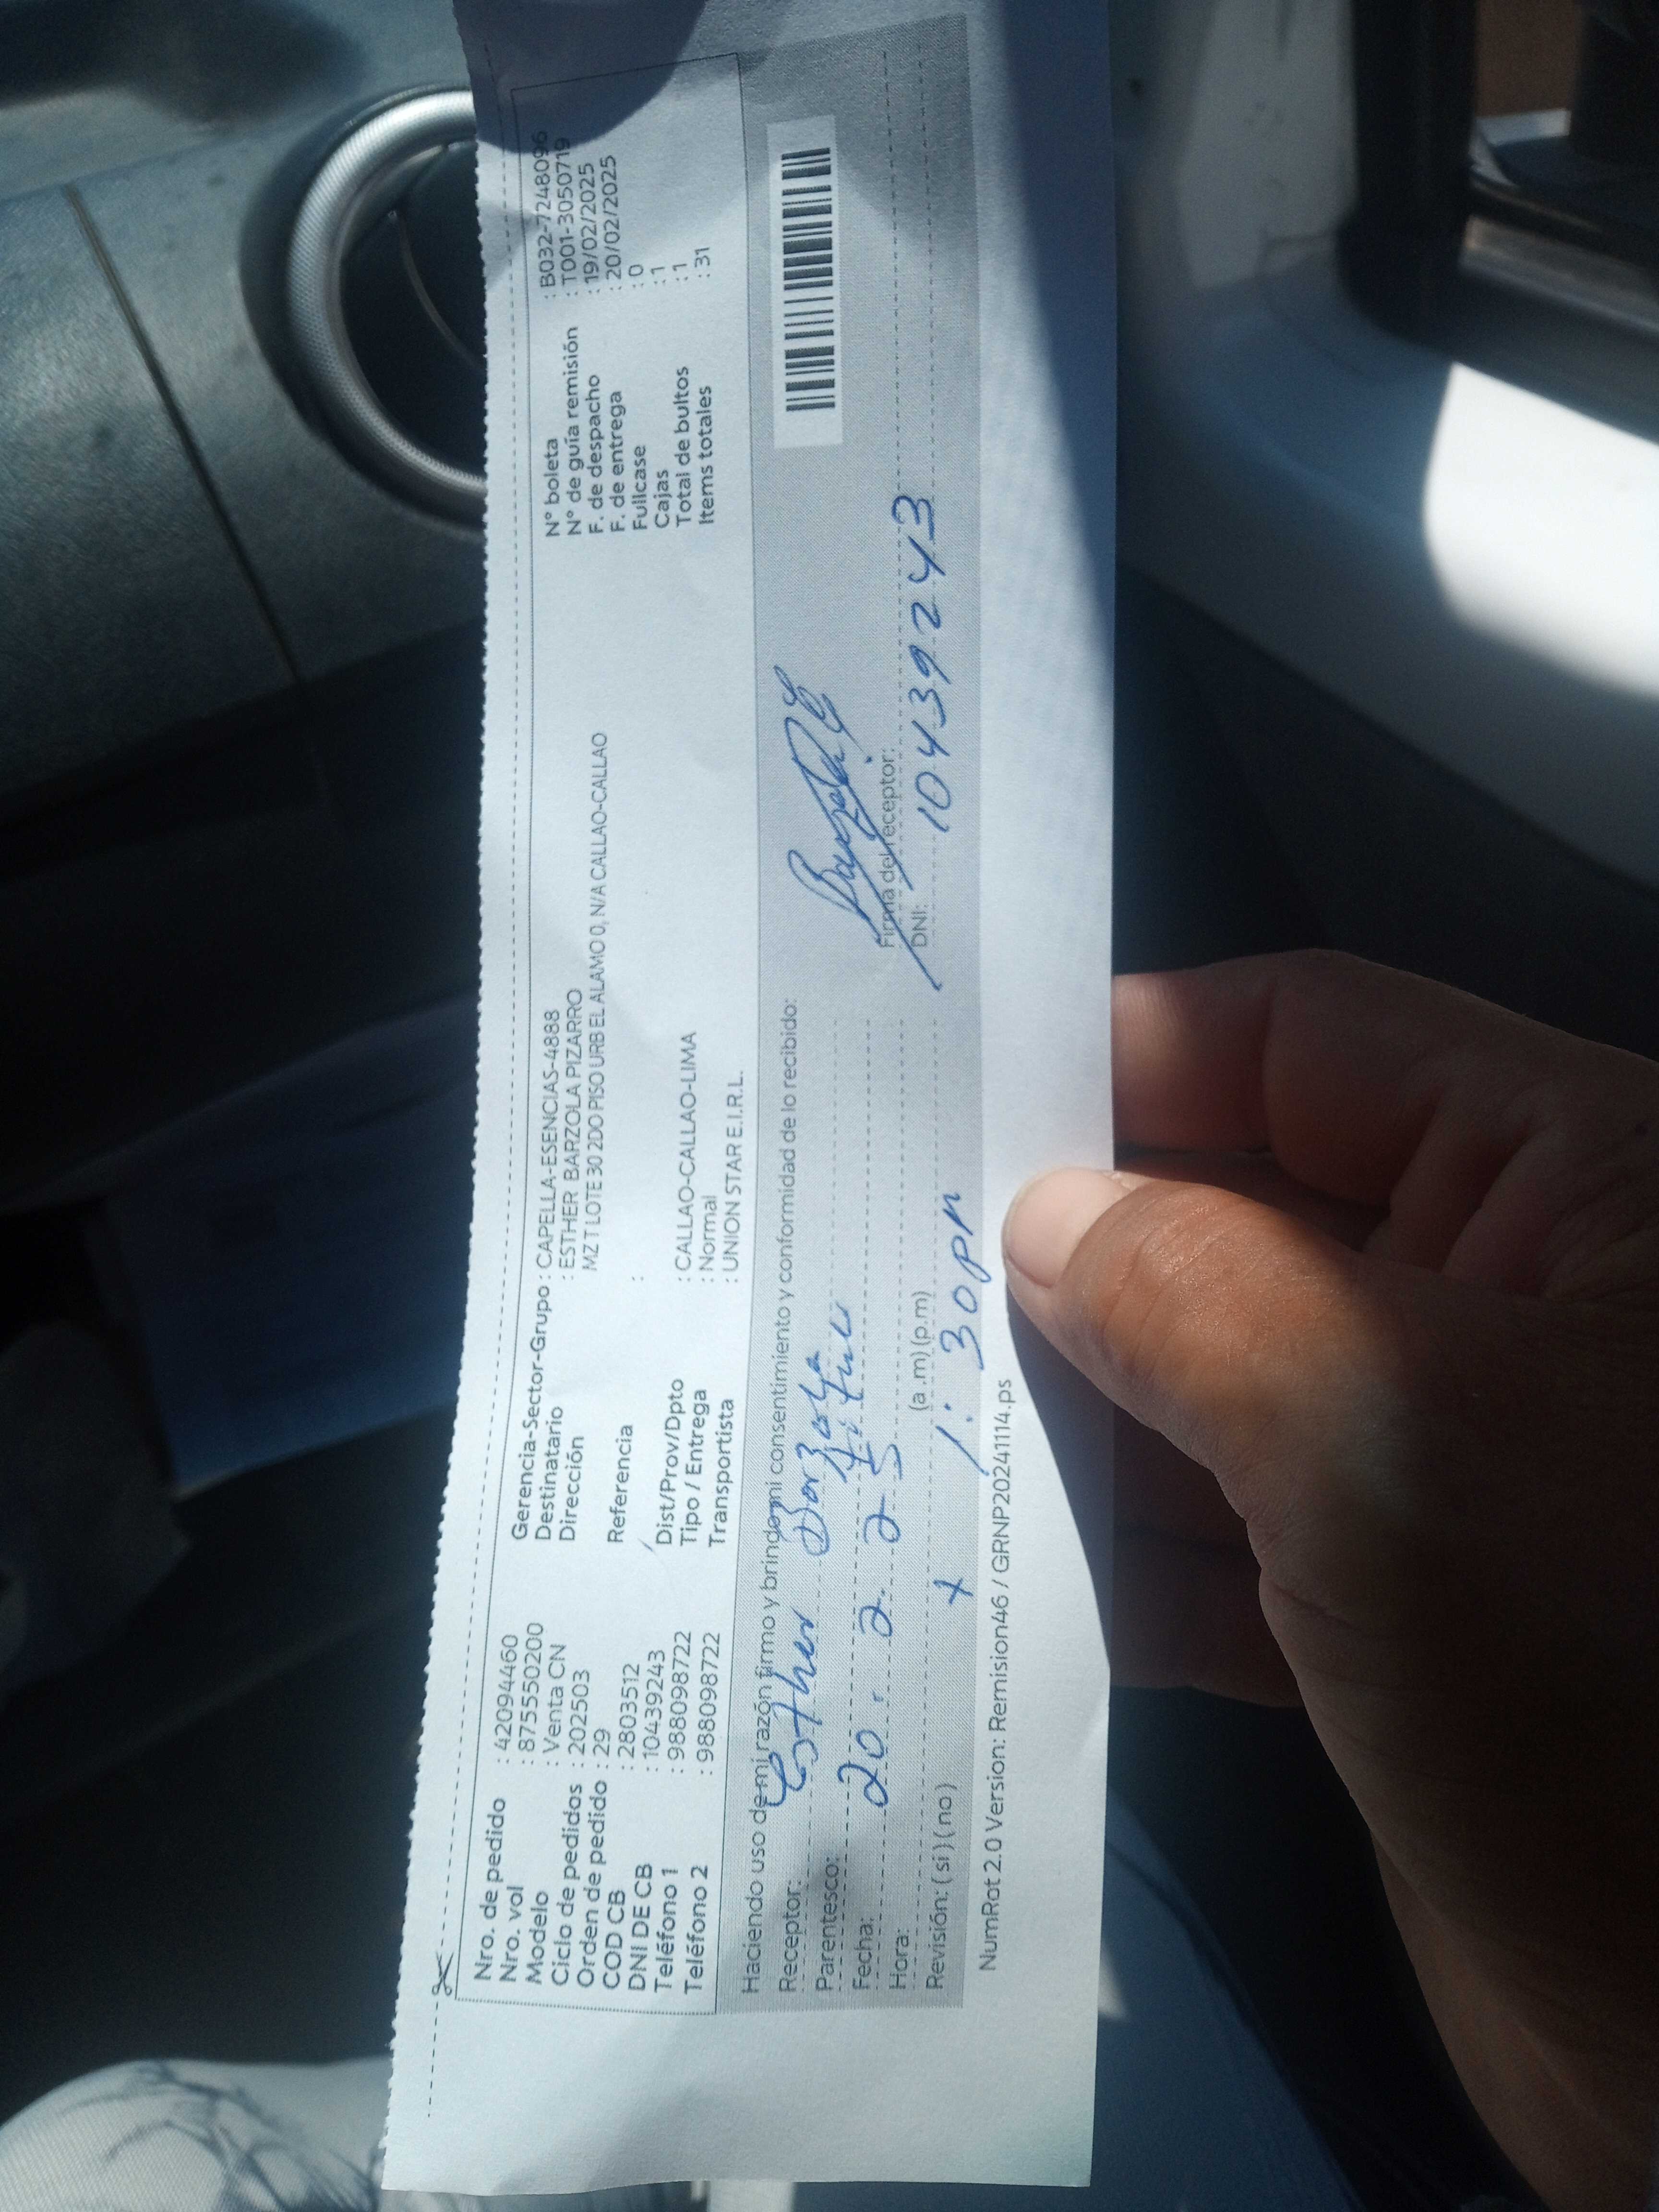 Nro. de pedido : 42094460
Nro. vol : 875550200
Modelo : Venta CN
Ciclo de pedidos : 202503
Orden de pedido : 29
COD CB : 2803512
DNI DE CB : 10439243
Teléfono 1 : 988098722
Teléfono 2 : 988098722
Gerencia-Sector-Grupo : CAPELLA-ESENCIAS-4888
Destinatario : ESTHER BARZOLA PIZARRO
Dirección MZ T LOTE 30 2DO PISO URB EL ALAMO 0, N/A CALLAO-CALLAO
Referencia :
Dist/Prov/Dpto : CALLAO-CALLAO-LIMA
Tipo / Entrega : Normal
Transportista : UNION STAR E.I.R.L.
N° boleta : B032-7248096
N° de guía remisión : T001-3050719
F. de despacho : 19/02/2025
F. de entrega : 20/02/2025
Fullcase : 0
Cajas : 1
Total de bultos : 1
Items totales : 31
Haciendo uso de mi razón firmo y brindo mi consentimiento y conformidad de lo recibido:
Receptor: Esther Barzola
Parentesco: Titular
Fecha: 20. 2. 25
Hora: (a.m) (p.m) 1:30 pm
Revisión: ( si ) ( no )
Firma del receptor:
DNI: 10439243
NumRot 2.0 Version: Remision46 / GRNP20241114.ps